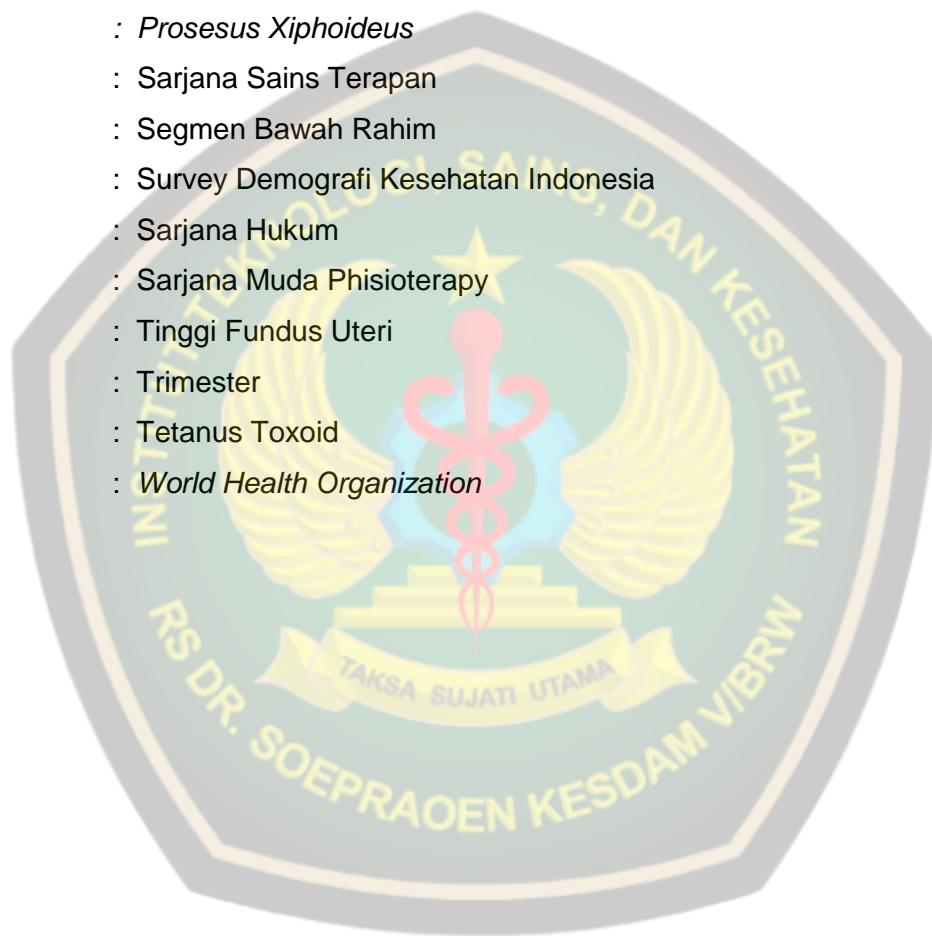 : Prosesus Xiphoideus
: Sarjana Sains Terapan
: Segmen Bawah Rahim
: Survey Demografi Kesehatan Indonesia
: Sarjana Hukum
: Sarjana Muda Phisioterapy
: Tinggi Fundus Uteri
: Trimester
: Tetanus Toxoid
: World Health Organization
INSTITUT TEKNOLOGI, SAINS, DAN KESEHATAN
TAKSA SUJATI UTAMA
RS DR. SOEPRAOEN KESDAM V/BRW